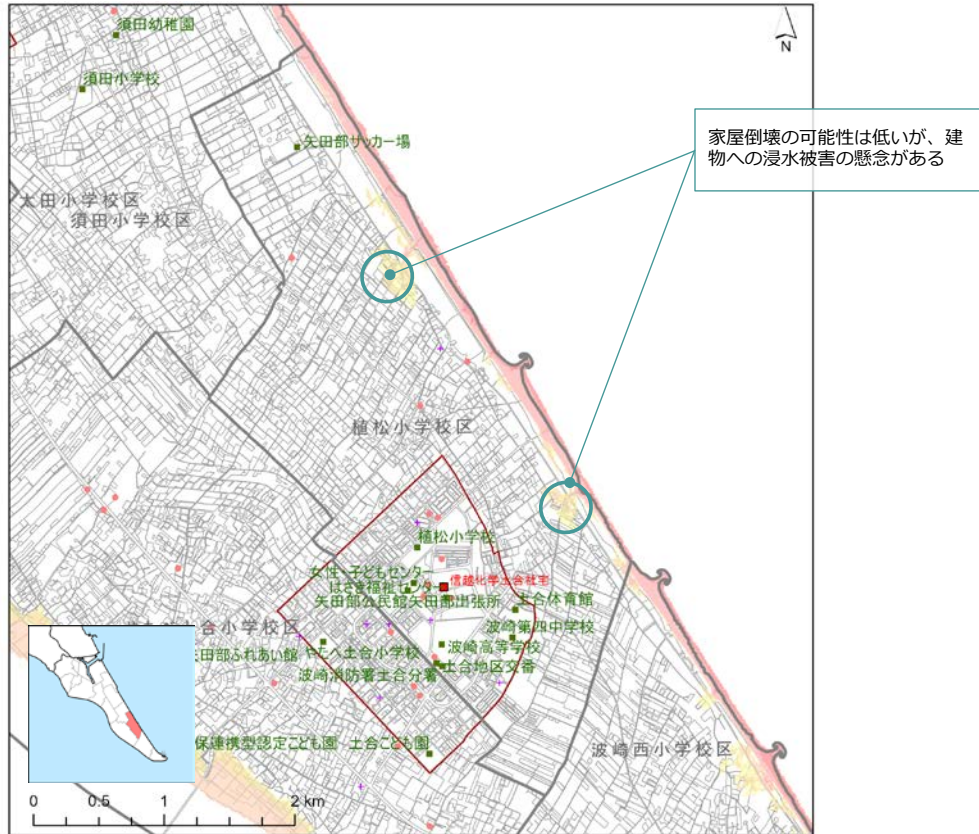 須田幼稚園
N
須田小学校
矢田部サッカー場
家屋倒壊の可能性は低いが、建
物への浸水被害の懸念がある
太田小学校区
須田小学校区
植松小学校区
植松小学校
女性・子どもセンター
はさき福祉センター
信越化学土合社宅
矢田部公民館矢田部出張所
土合体育館
合小学校区
波崎第四中学校
矢田部ふれあい館
やたべ土合小学校
波崎高等学校
波崎消防署土合分署
土合地区交番
保連携型認定こども園 土合こども園
波崎西小学校区
0 0.5 1 2 km